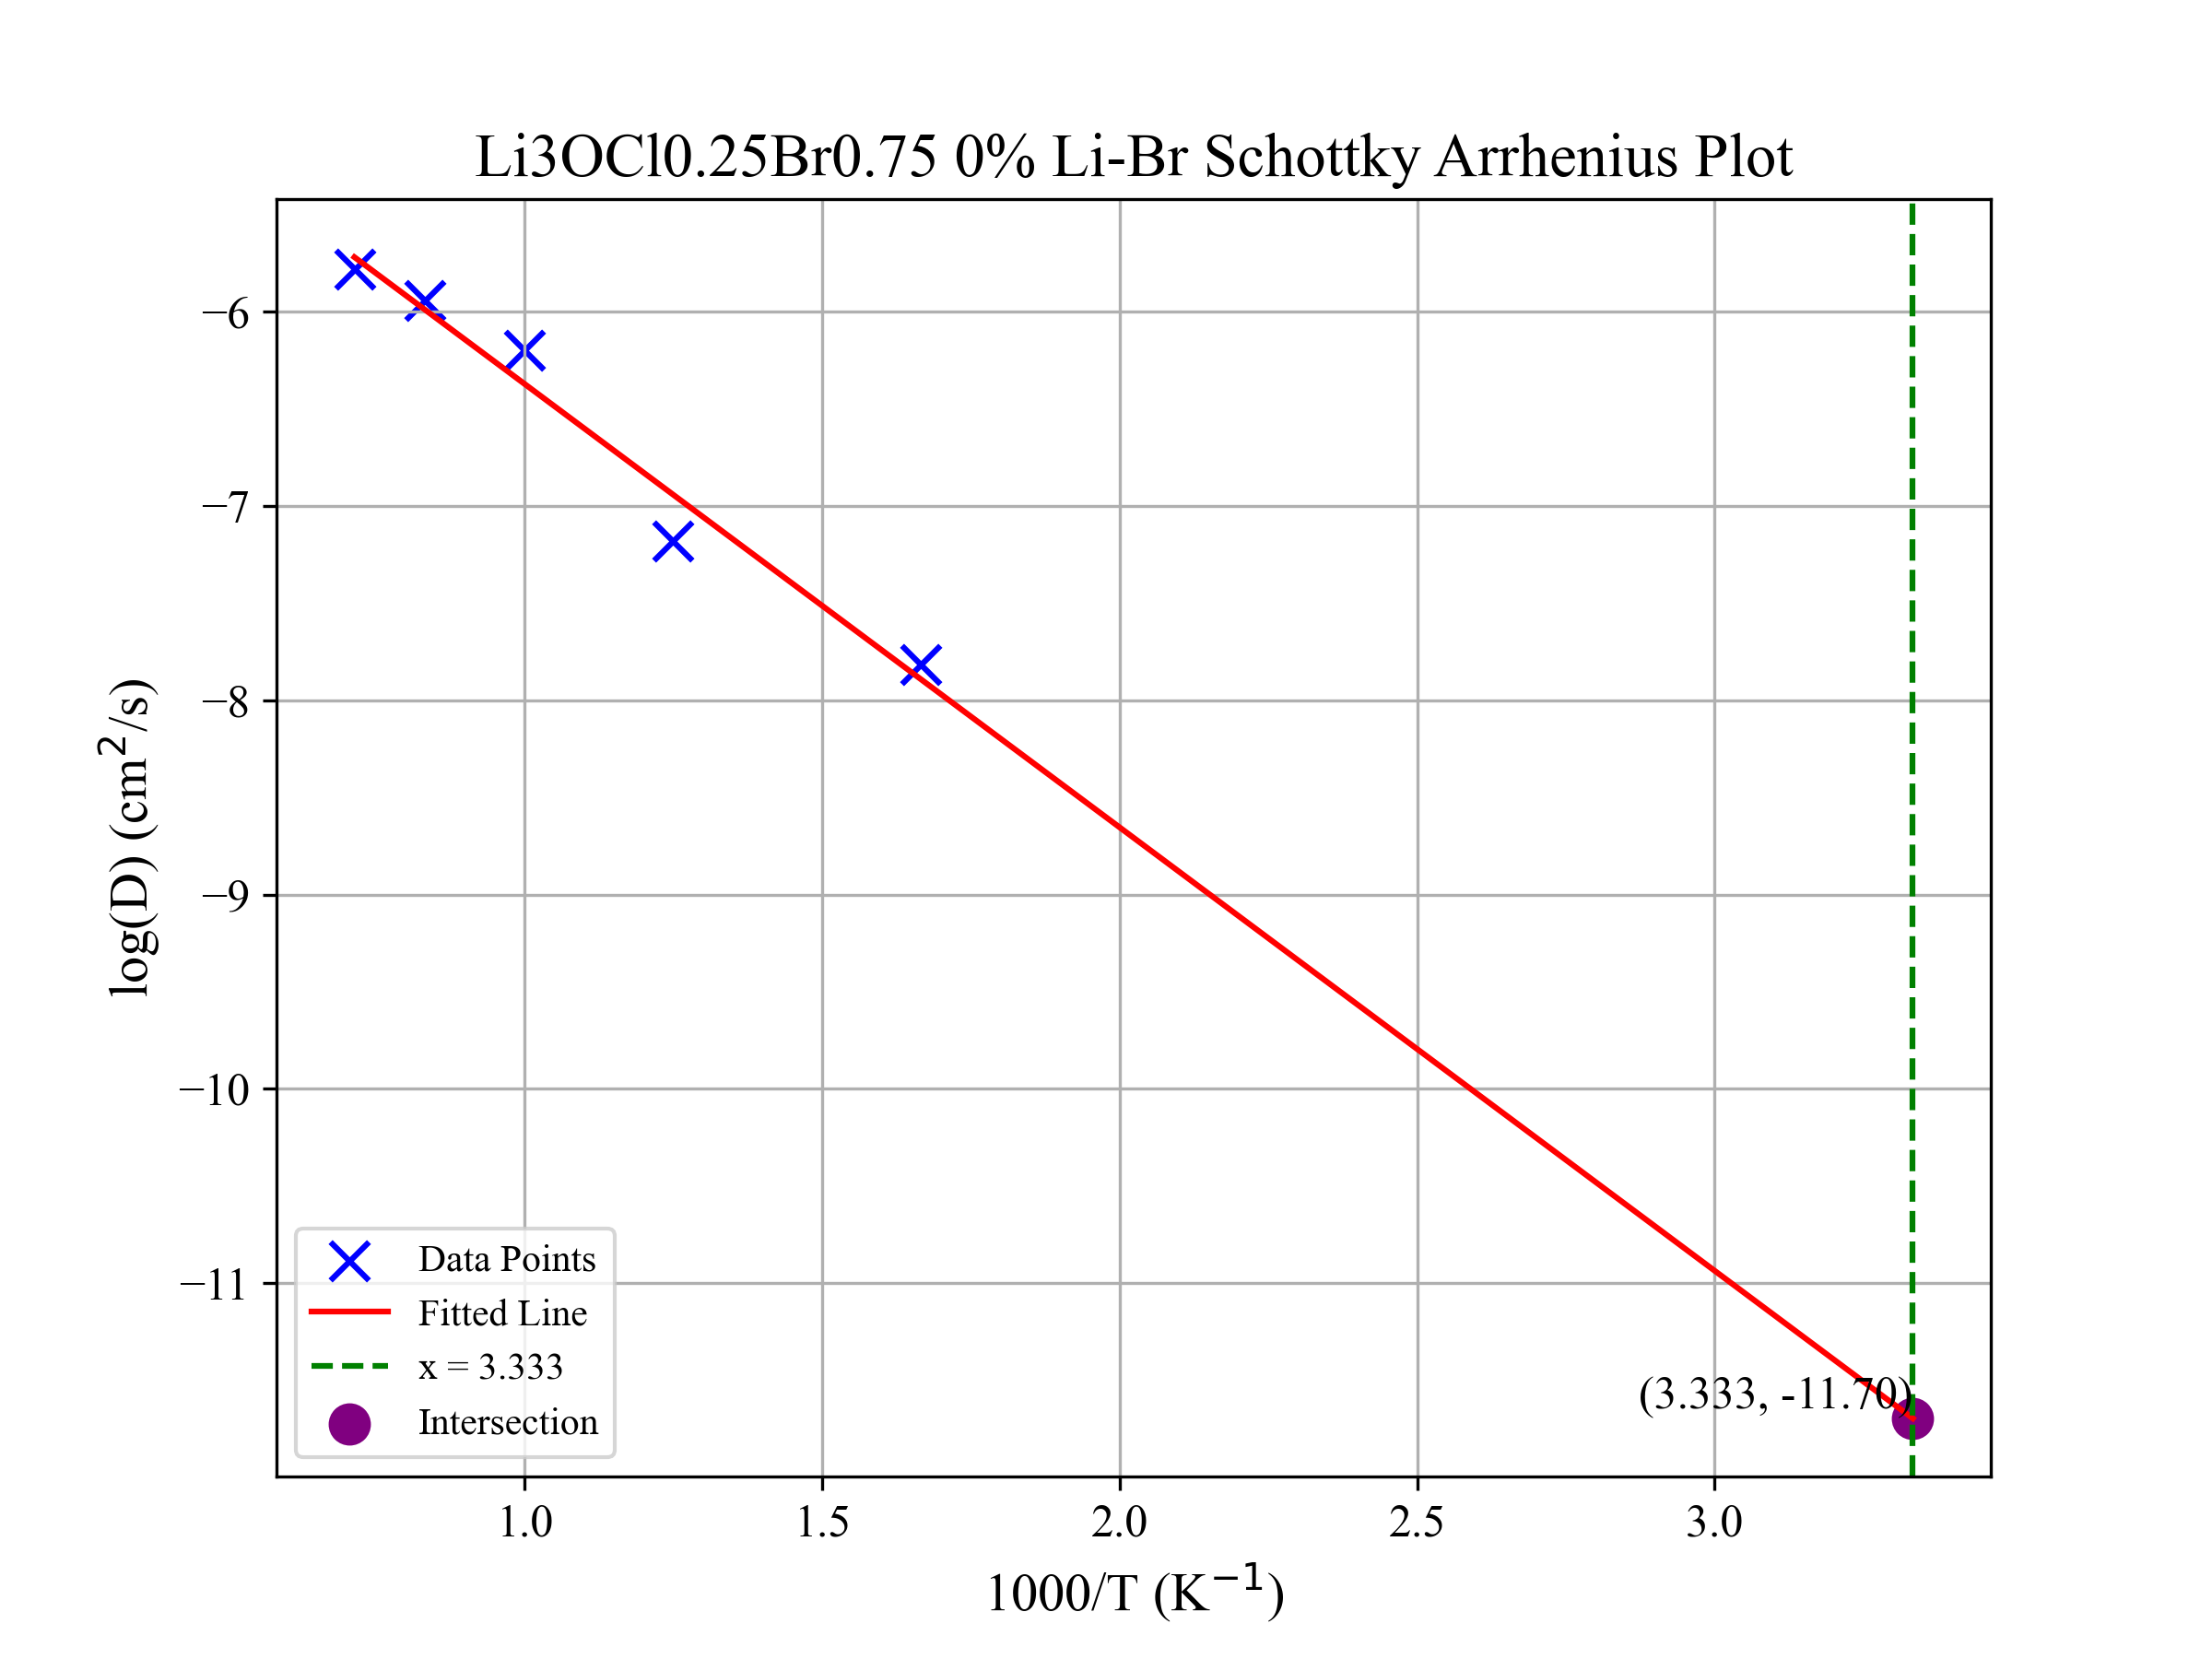 Li3OCl0.25Br0.75 0% Li-Br Schottky Arrhenius Plot
log(D) (cm²/s)
−6
−7
−8
−9
−10
−11
Data Points
Fitted Line
x = 3.333
Intersection
(3.333, -11.70)
1.0 1.5 2.0 2.5 3.0
1000/T (K⁻¹)